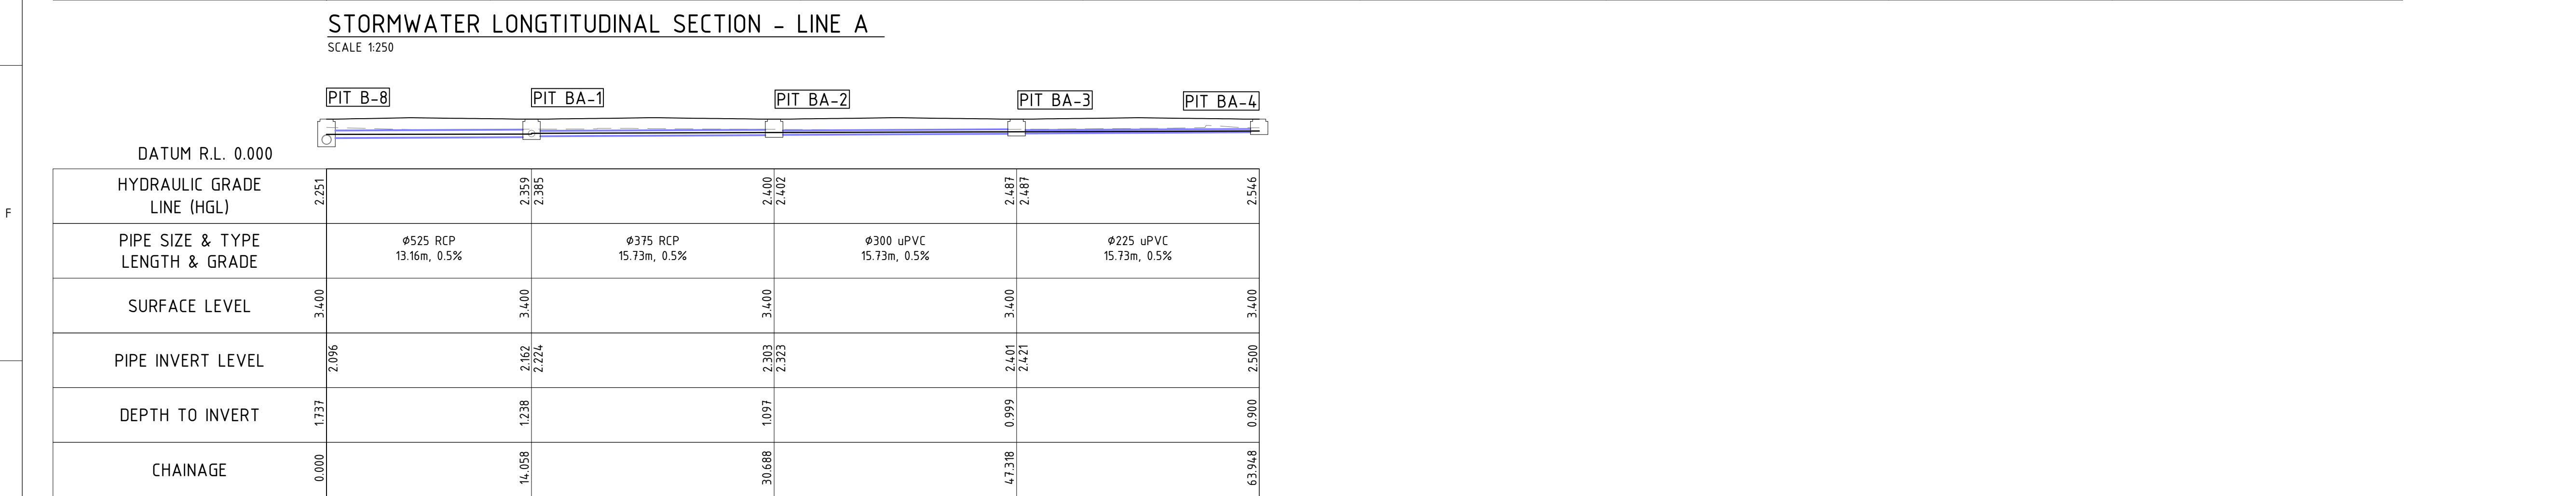 STORMWATER LONGTITUDINAL SECTION - LINE A
SCALE 1:250
PIT B-8
PIT BA-1
PIT BA-2
PIT BA-3
PIT BA-4
DATUM R.L. 0.000
F
HYDRAULIC GRADE
LINE (HGL)
2.251
2.359
2.385
2.400
2.402
2.487
2.487
2.546
PIPE SIZE & TYPE
LENGTH & GRADE
Ø525 RCP
13.16m, 0.5%
Ø375 RCP
15.73m, 0.5%
Ø300 uPVC
15.73m, 0.5%
Ø225 uPVC
15.73m, 0.5%
SURFACE LEVEL
3.400
3.400
3.400
3.400
3.400
PIPE INVERT LEVEL
2.096
2.162
2.224
2.303
2.323
2.401
2.421
2.500
DEPTH TO INVERT
1.737
1.238
1.097
0.999
0.900
CHAINAGE
0.000
14.058
30.688
47.318
63.948